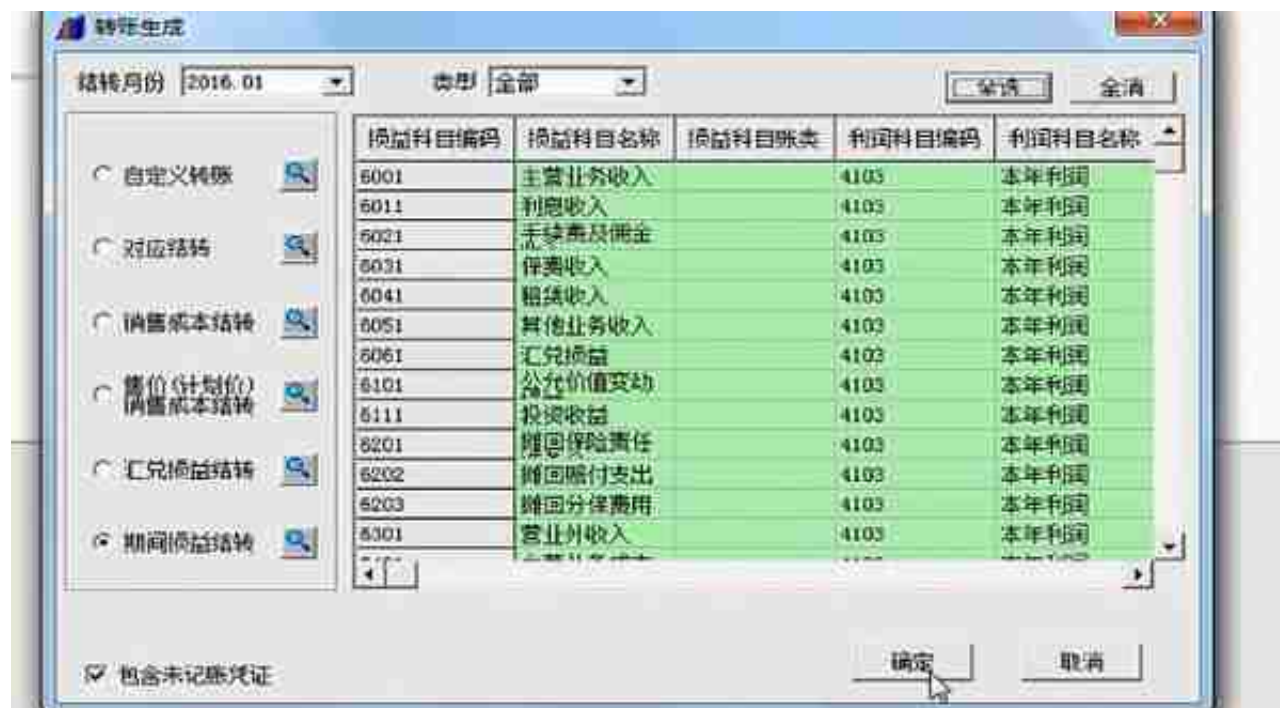 转账生成
结转月份 2016.01 类型 全部 全选 全消
损益科目编码 损益科目名称 损益科目账类 利润科目编码 利润科目名称
自定义转账
对应结转
销售成本结转
售价(计划价)
销售成本结转
汇兑损益结转
期间损益结转
6001 主营业务收入 4103 本年利润
6011 利息收入 4103 本年利润
6021 手续费及佣金 4103 本年利润
6031 保费收入 4103 本年利润
6041 租赁收入 4103 本年利润
6051 其他业务收入 4103 本年利润
6061 汇兑损益 4103 本年利润
6101 公允价值变动 4103 本年利润
6111 投资收益 4103 本年利润
6201 摊回保险责任 4103 本年利润
6202 摊回赔付支出 4103 本年利润
6203 摊回分保费用 4103 本年利润
6301 营业外收入 4103 本年利润
包含未记账凭证 确定 取消